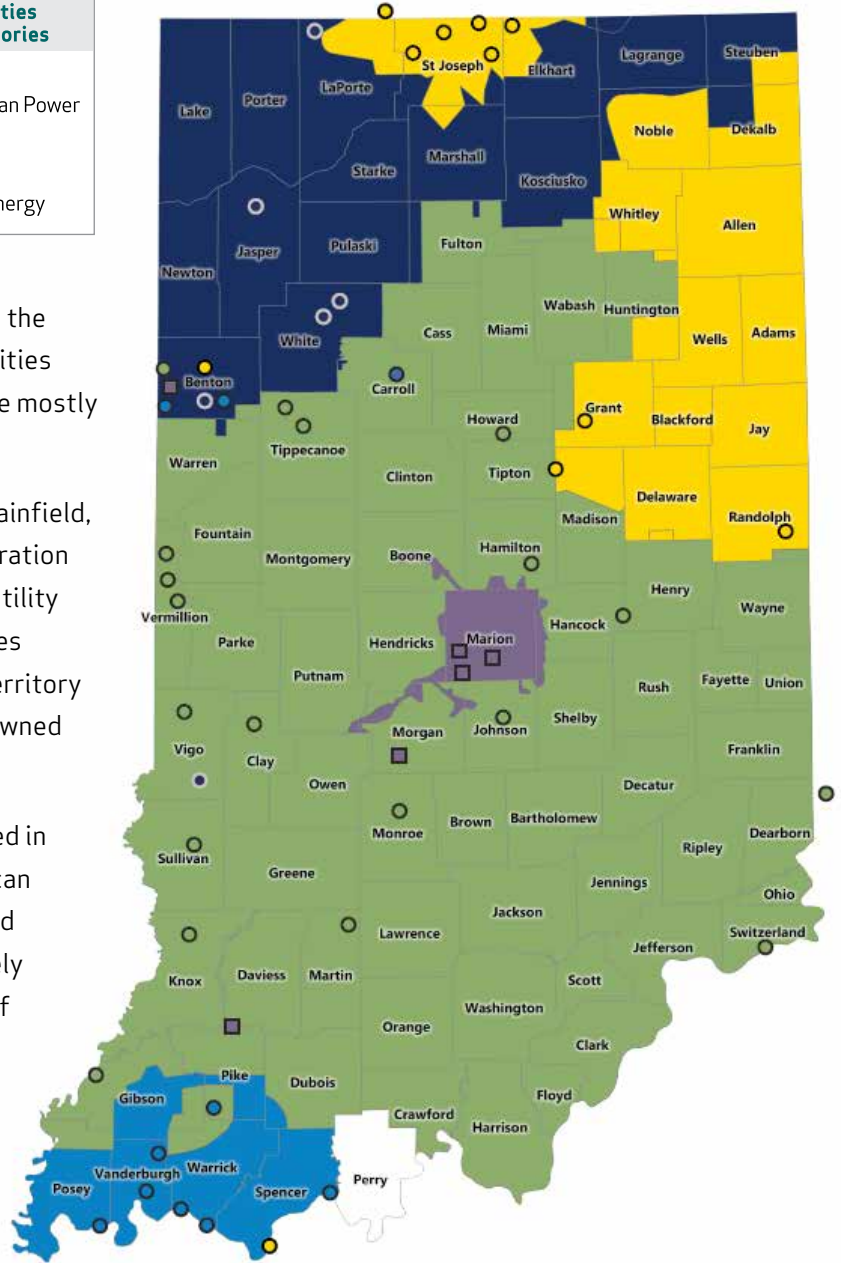 ties
ories
an Power
nergy
the
ities
e mostly
ainfield,
ration
tility
es
erritory
wned
ed in
can
d
ely
f
St Joseph
Elkhart
Lagrange
Steuben
LaPorte
Porter
Lake
Noble
Dekalb
Marshall
Starke
Kosciusko
Whitley
Allen
Fulton
Pulaski
Jasper
Newton
Wabash
Huntington
Cass
Miami
Wells
Adams
White
Benton
Carroll
Grant
Blackford
Jay
Howard
Tippecanoe
Warren
Clinton
Tipton
Delaware
Randolph
Madison
Fountain
Montgomery
Boone
Hamilton
Henry
Wayne
Vermillion
Parke
Hendricks
Marion
Hancock
Putnam
Rush
Fayette
Union
Morgan
Johnson
Shelby
Vigo
Clay
Franklin
Owen
Decatur
Monroe
Brown
Bartholomew
Dearborn
Ripley
Sullivan
Greene
Jennings
Ohio
Jackson
Lawrence
Switzerland
Jefferson
Knox
Daviess
Martin
Scott
Washington
Orange
Clark
Pike
Dubois
Gibson
Floyd
Crawford
Harrison
Vanderburgh
Warrick
Posey
Spencer
Perry